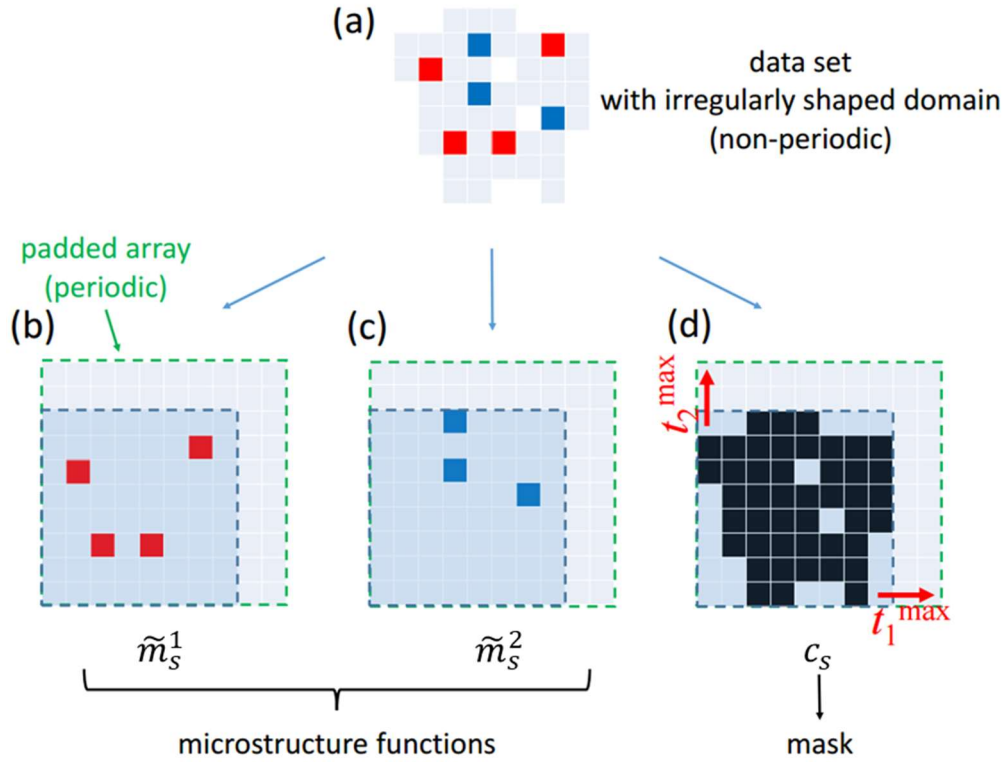 (a)
data set
with irregularly shaped domain
(non-periodic)
padded array
(periodic)
(b)
(c)
(d)
t₂ᵐᵃˣ
t₁ᵐᵃˣ
m̃ₛ¹
m̃ₛ²
cₛ
microstructure functions
mask